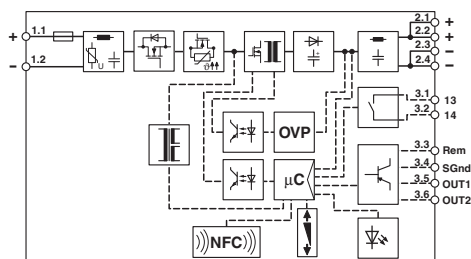 + 1.1
− 1.2
U
ϑ
2.1 +
2.2 +
2.3 −
2.4 −
3.1 13
3.2 14
OVP
μC
3.3 Rem
3.4 SGnd
3.5 OUT1
3.6 OUT2
NFC